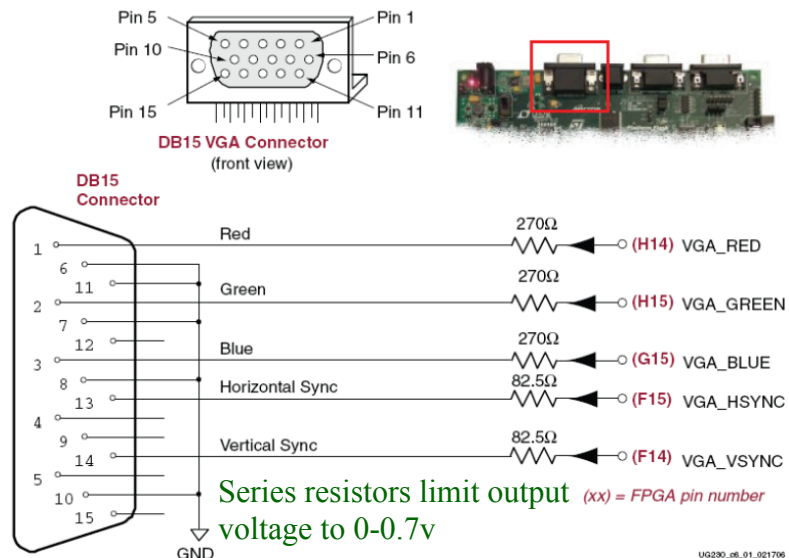 Pin 5
Pin 1
Pin 10
Pin 6
Pin 15
Pin 11
DB15 VGA Connector
(front view)
DB15
Connector
1
Red
270Ω
(H14) VGA_RED
6
11
2
Green
270Ω
(H15) VGA_GREEN
7
12
3
Blue
270Ω
(G15) VGA_BLUE
8
13
Horizontal Sync
82.5Ω
(F15) VGA_HSYNC
4
9
14
Vertical Sync
82.5Ω
(F14) VGA_VSYNC
5
10
15
GND
Series resistors limit output
voltage to 0-0.7v
(xx) = FPGA pin number
UG230_c6_01_021706